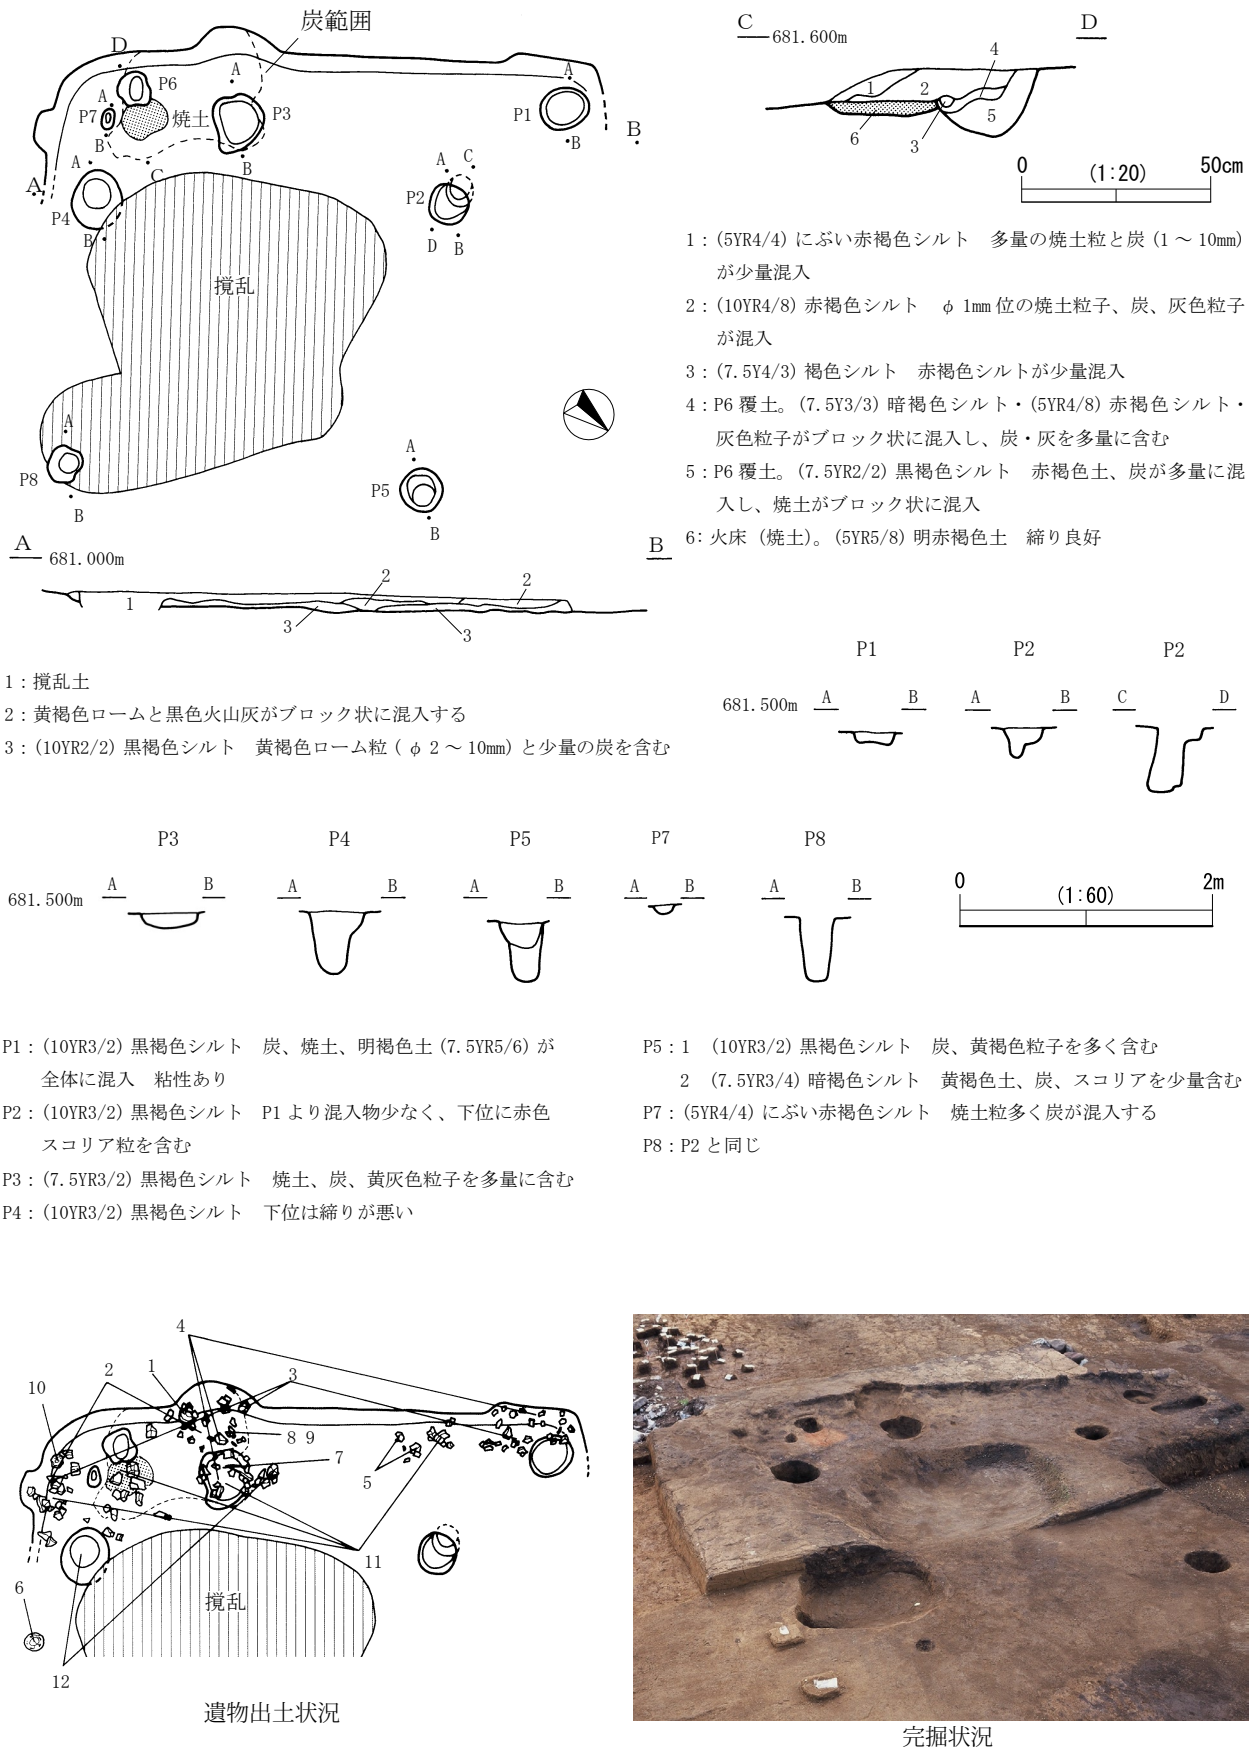 炭範囲
D
A
P6
A
A
P7
焼土
P3
P1
B
B
B
A
C
B
A
C
A
P4
P2
B
D
B
撹乱
A
P8
B
A
P5
B
C
681.600m
D
4
1
2
5
6
3
0
(1:20)
50cm
1：(5YR4/4) にぶい赤褐色シルト　多量の焼土粒と炭 (1 ～ 10mm)
が少量混入
2：(10YR4/8) 赤褐色シルト　φ 1mm 位の焼土粒子、炭、灰色粒子
が混入
3：(7.5Y4/3) 褐色シルト　赤褐色シルトが少量混入
4：P6 覆土。(7.5Y3/3) 暗褐色シルト・(5YR4/8) 赤褐色シルト・
灰色粒子がブロック状に混入し、炭・灰を多量に含む
5：P6 覆土。(7.5YR2/2) 黒褐色シルト　赤褐色土、炭が多量に混
入し、焼土がブロック状に混入
6：火床（焼土）。(5YR5/8) 明赤褐色土　締り良好
A
681.000m
B
1
2
2
3
3
1：撹乱土
2：黄褐色ロームと黒色火山灰がブロック状に混入する
3：(10YR2/2) 黒褐色シルト　黄褐色ローム粒 ( φ 2 ～ 10mm) と少量の炭を含む
P1
P2
P2
681.500m
A
B
A
B
C
D
P3
P4
P5
P7
P8
681.500m
A
B
A
B
A
B
A
B
A
B
0
(1:60)
2m
P1：(10YR3/2) 黒褐色シルト　炭、焼土、明褐色土 (7.5YR5/6) が
全体に混入　粘性あり
P2：(10YR3/2) 黒褐色シルト　P1 より混入物少なく、下位に赤色
スコリア粒を含む
P3：(7.5YR3/2) 黒褐色シルト　焼土、炭、黄灰色粒子を多量に含む
P4：(10YR3/2) 黒褐色シルト　下位は締りが悪い
P5：1　(10YR3/2) 黒褐色シルト　炭、黄褐色粒子を多く含む
2　(7.5YR3/4) 暗褐色シルト　黄褐色土、炭、スコリアを少量含む
P7：(5YR4/4) にぶい赤褐色シルト　焼土粒多く炭が混入する
P8：P2 と同じ
4
1
2
3
10
8 9
7
5
11
6
撹乱
12
遺物出土状況
完掘状況